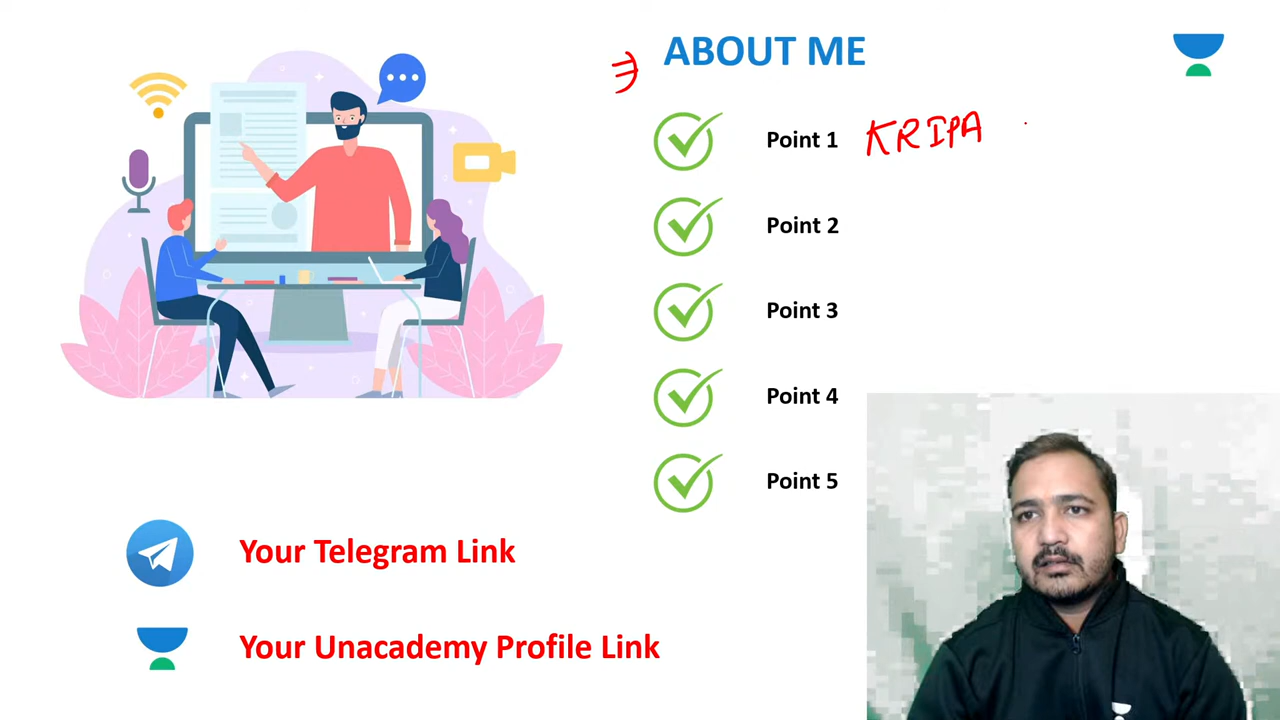 ABOUT ME
Point 1 KRIPA
Point 2
Point 3
Point 4
Point 5
Your Telegram Link
Your Unacademy Profile Link